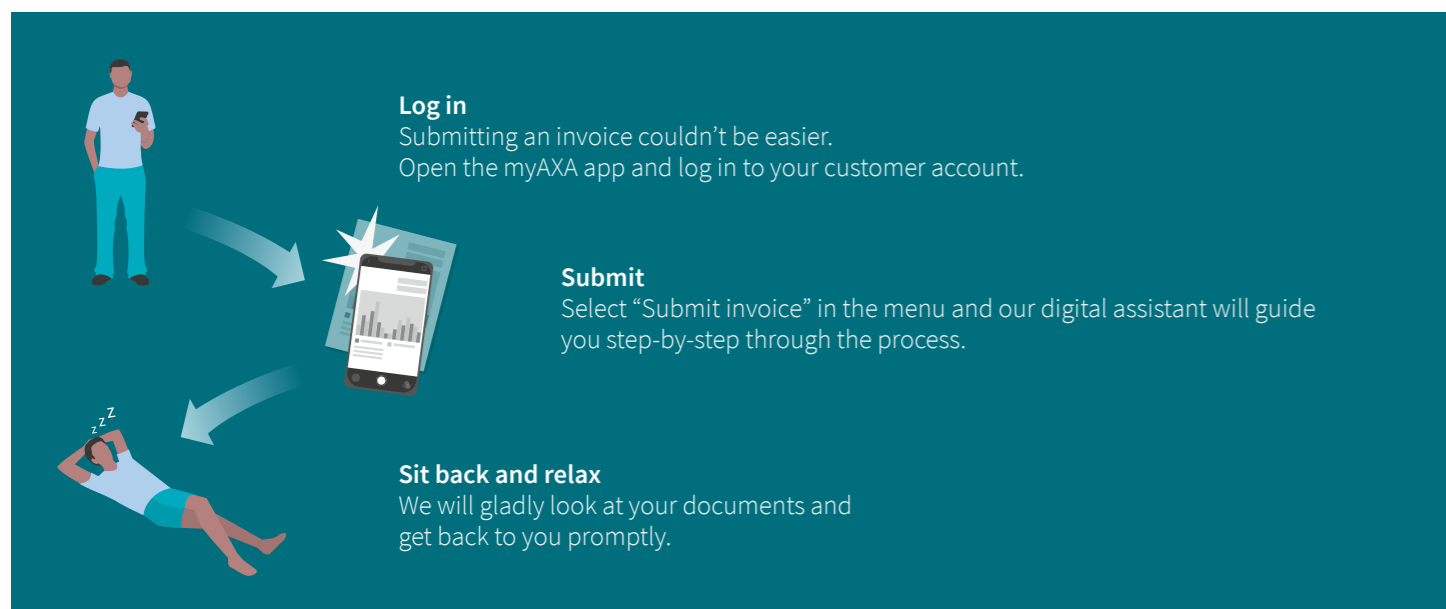 Log in
Submitting an invoice couldn’t be easier.
Open the myAXA app and log in to your customer account.
Submit
Select “Submit invoice” in the menu and our digital assistant will guide
you step-by-step through the process.
z z Z
Sit back and relax
We will gladly look at your documents and
get back to you promptly.